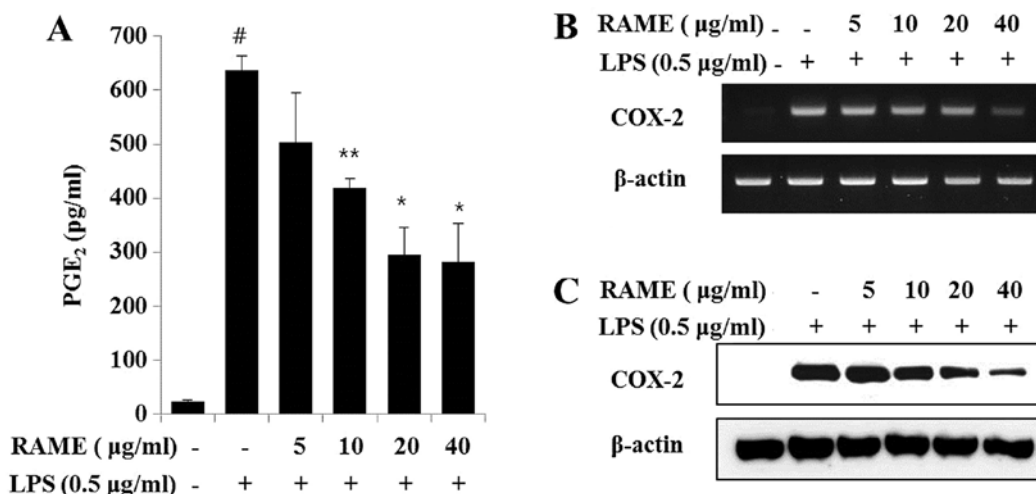 A
700
600
500
400
300
200
100
0
PGE₂ (pg/ml)
#
**
*
*
RAME ( μg/ml) - - 5 10 20 40
LPS (0.5 μg/ml) - + + + + +
B
RAME ( μg/ml) - - 5 10 20 40
LPS (0.5 μg/ml) - + + + + +
COX-2
β-actin
C
RAME ( μg/ml) - 5 10 20 40
LPS (0.5 μg/ml) + + + + +
COX-2
β-actin